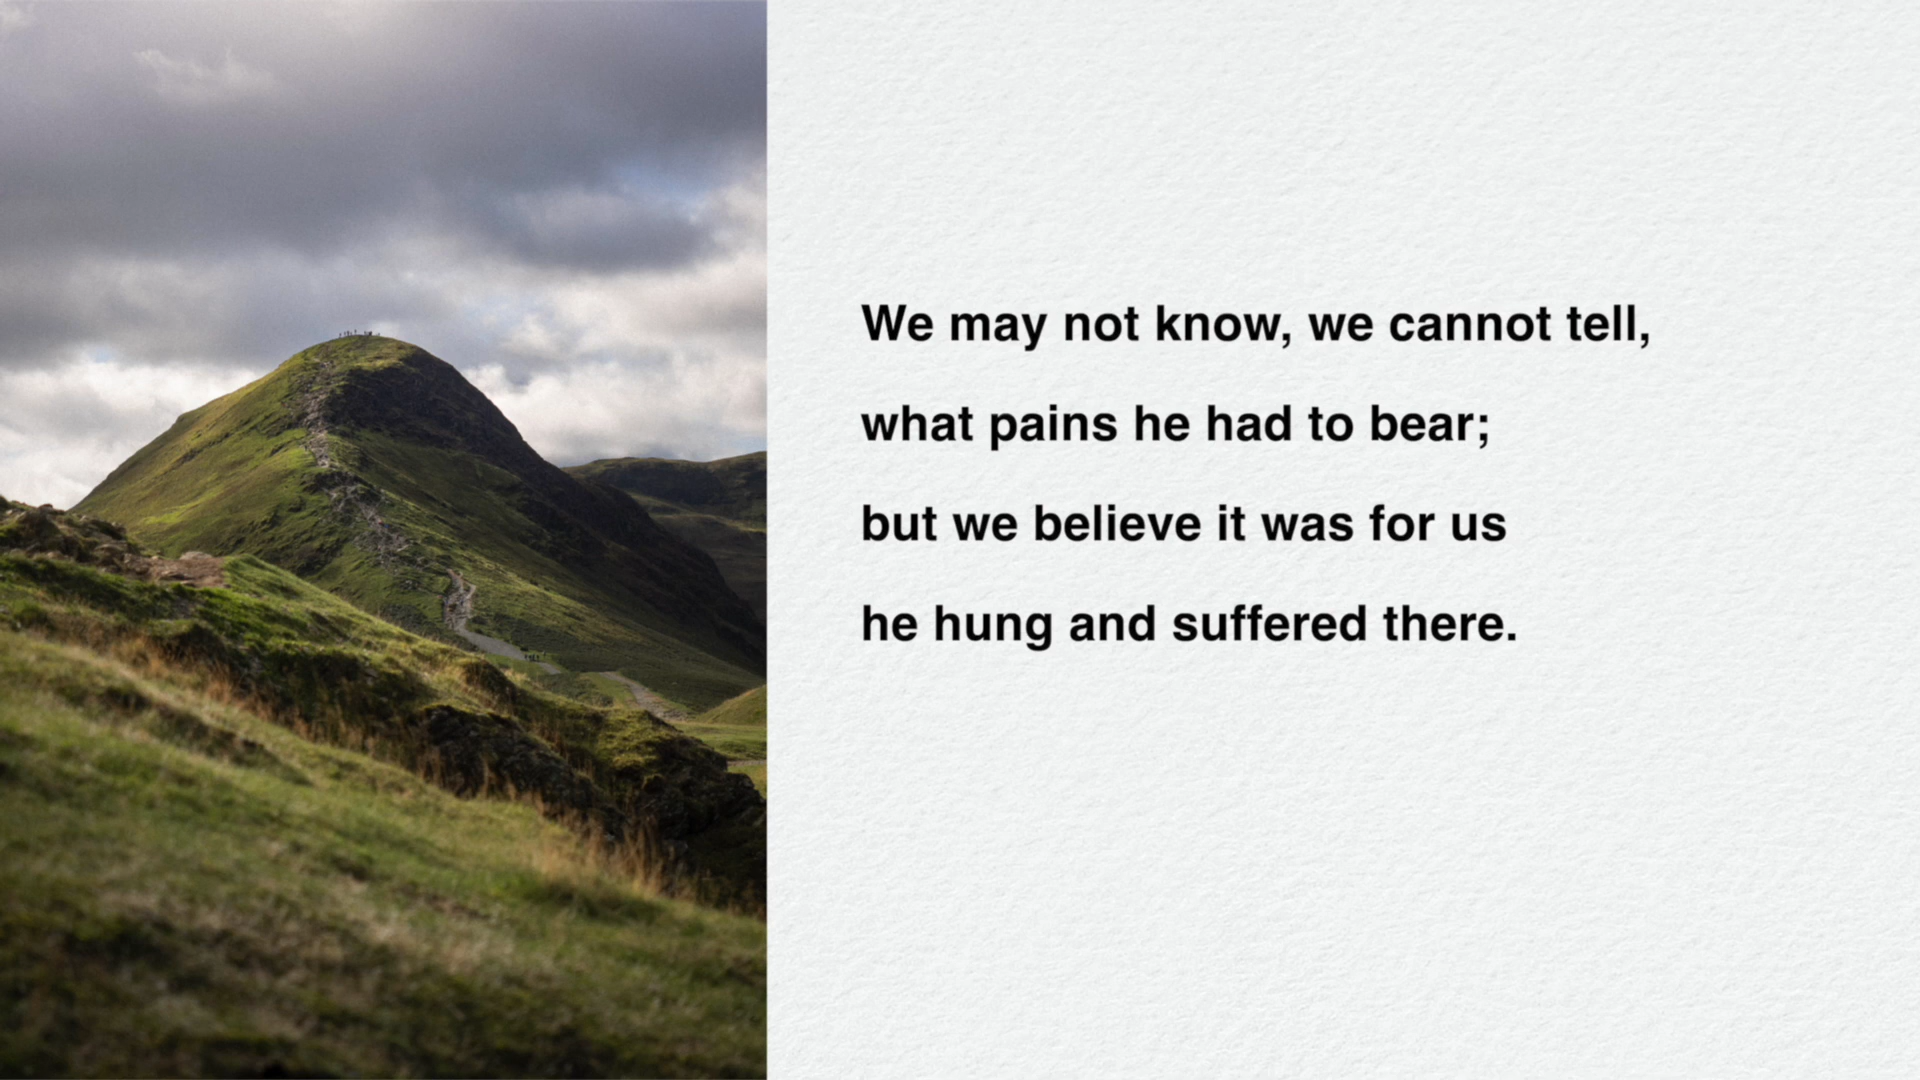 We may not know, we cannot tell,
what pains he had to bear;
but we believe it was for us
he hung and suffered there.